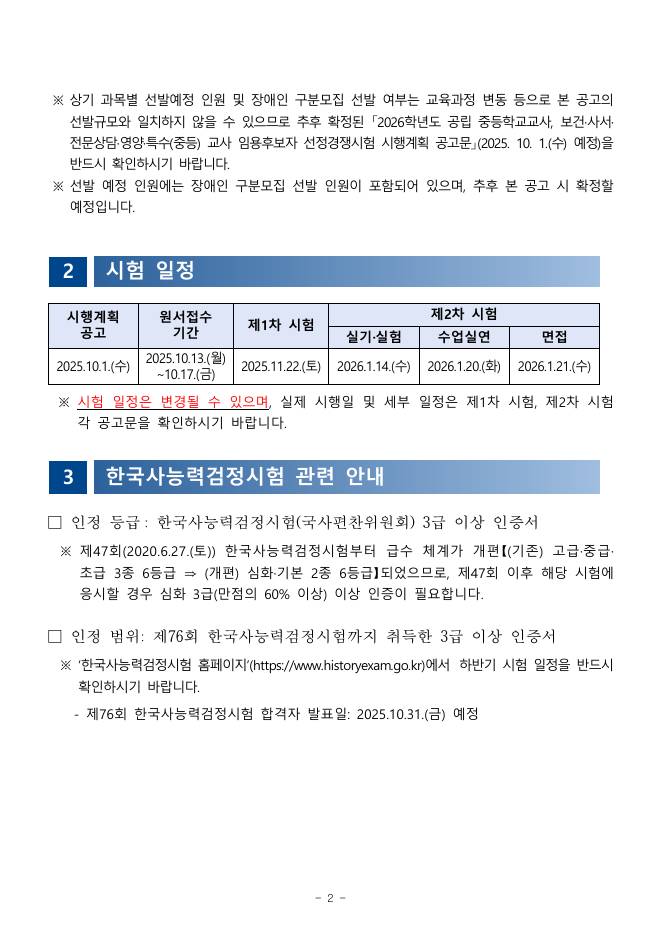 ※ 상기 과목별 선발예정 인원 및 장애인 구분모집 선발 여부는 교육과정 변동 등으로 본 공고의
선발규모와 일치하지 않을 수 있으므로 추후 확정된 「2026학년도 공립 중등학교교사, 보건·사서·
전문상담·영양·특수(중등) 교사 임용후보자 선정경쟁시험 시행계획 공고문」(2025. 10. 1.(수) 예정)을
반드시 확인하시기 바랍니다.
※ 선발 예정 인원에는 장애인 구분모집 선발 인원이 포함되어 있으며, 추후 본 공고 시 확정할
예정입니다.
2 시험 일정
시행계획 공고 원서접수 기간 제1차 시험 제2차 시험
실기·실험 수업실연 면접
2025.10.1.(수) 2025.10.13.(월) ~10.17.(금) 2025.11.22.(토) 2026.1.14.(수) 2026.1.20.(화) 2026.1.21.(수)
※ 시험 일정은 변경될 수 있으며, 실제 시행일 및 세부 일정은 제1차 시험, 제2차 시험
각 공고문을 확인하시기 바랍니다.
3 한국사능력검정시험 관련 안내
□ 인정 등급 : 한국사능력검정시험(국사편찬위원회) 3급 이상 인증서
※ 제47회(2020.6.27.(토)) 한국사능력검정시험부터 급수 체계가 개편【(기존) 고급·중급·
초급 3종 6등급 ⇒ (개편) 심화·기본 2종 6등급】되었으므로, 제47회 이후 해당 시험에
응시할 경우 심화 3급(만점의 60% 이상) 이상 인증이 필요합니다.
□ 인정 범위: 제76회 한국사능력검정시험까지 취득한 3급 이상 인증서
※ ‘한국사능력검정시험 홈페이지’(https://www.historyexam.go.kr)에서 하반기 시험 일정을 반드시
확인하시기 바랍니다.
- 제76회 한국사능력검정시험 합격자 발표일: 2025.10.31.(금) 예정
- 2 -